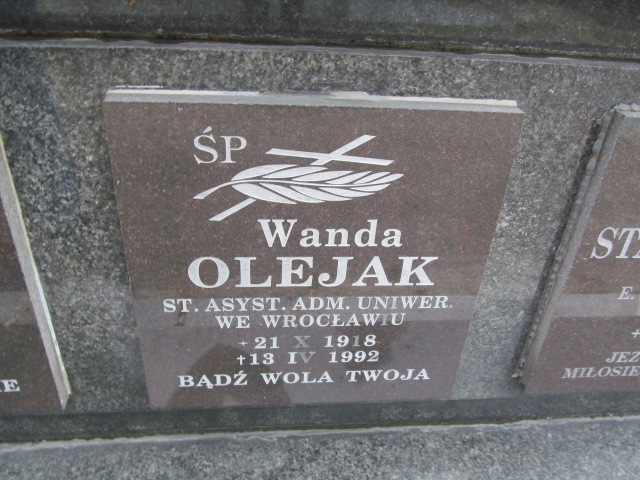 ŚP
Wanda
OLEJAK
ST. ASYST. ADM. UNIWER.
WE WROCŁAWIU
+ 21 X 1918
† 13 IV 1992
BĄDŹ WOLA TWOJA